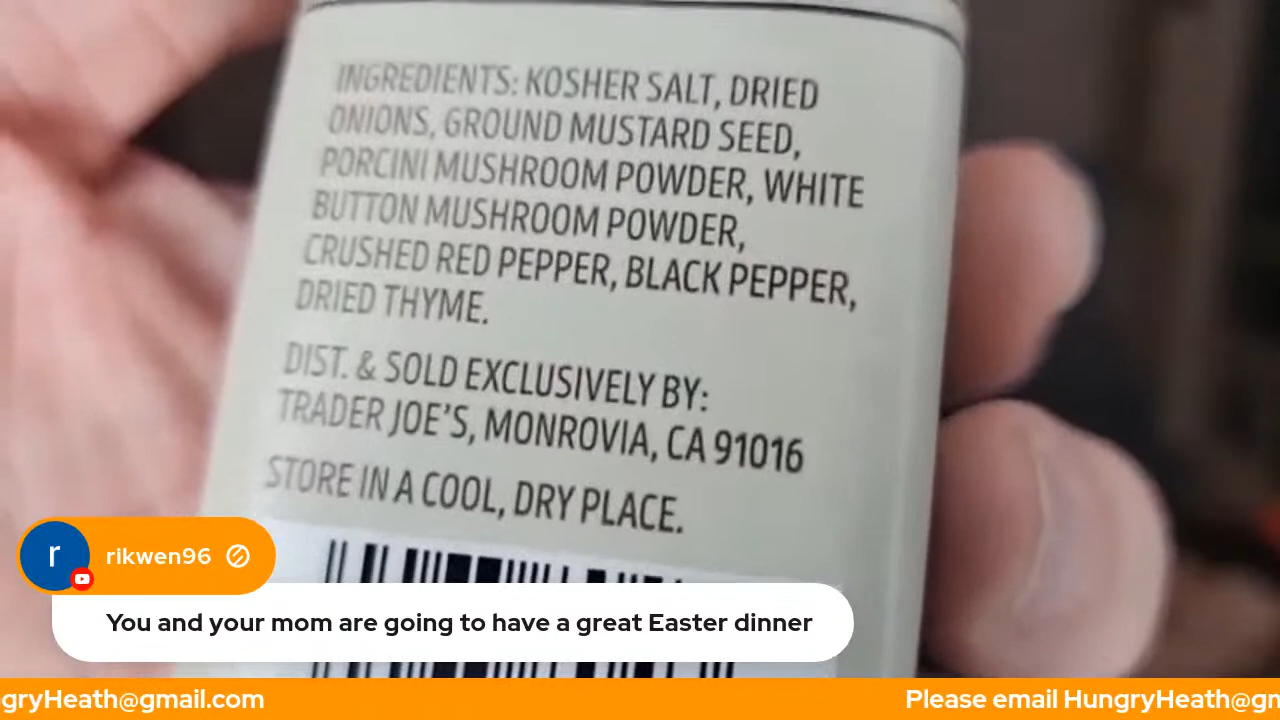 INGREDIENTS: KOSHER SALT, DRIED
ONIONS, GROUND MUSTARD SEED,
PORCINI MUSHROOM POWDER, WHITE
BUTTON MUSHROOM POWDER,
CRUSHED RED PEPPER, BLACK PEPPER,
DRIED THYME.
DIST. & SOLD EXCLUSIVELY BY:
TRADER JOE'S, MONROVIA, CA 91016
STORE IN A COOL, DRY PLACE.
r rikwen96
You and your mom are going to have a great Easter dinner
gryHeath@gmail.com Please email HungryHeath@gm